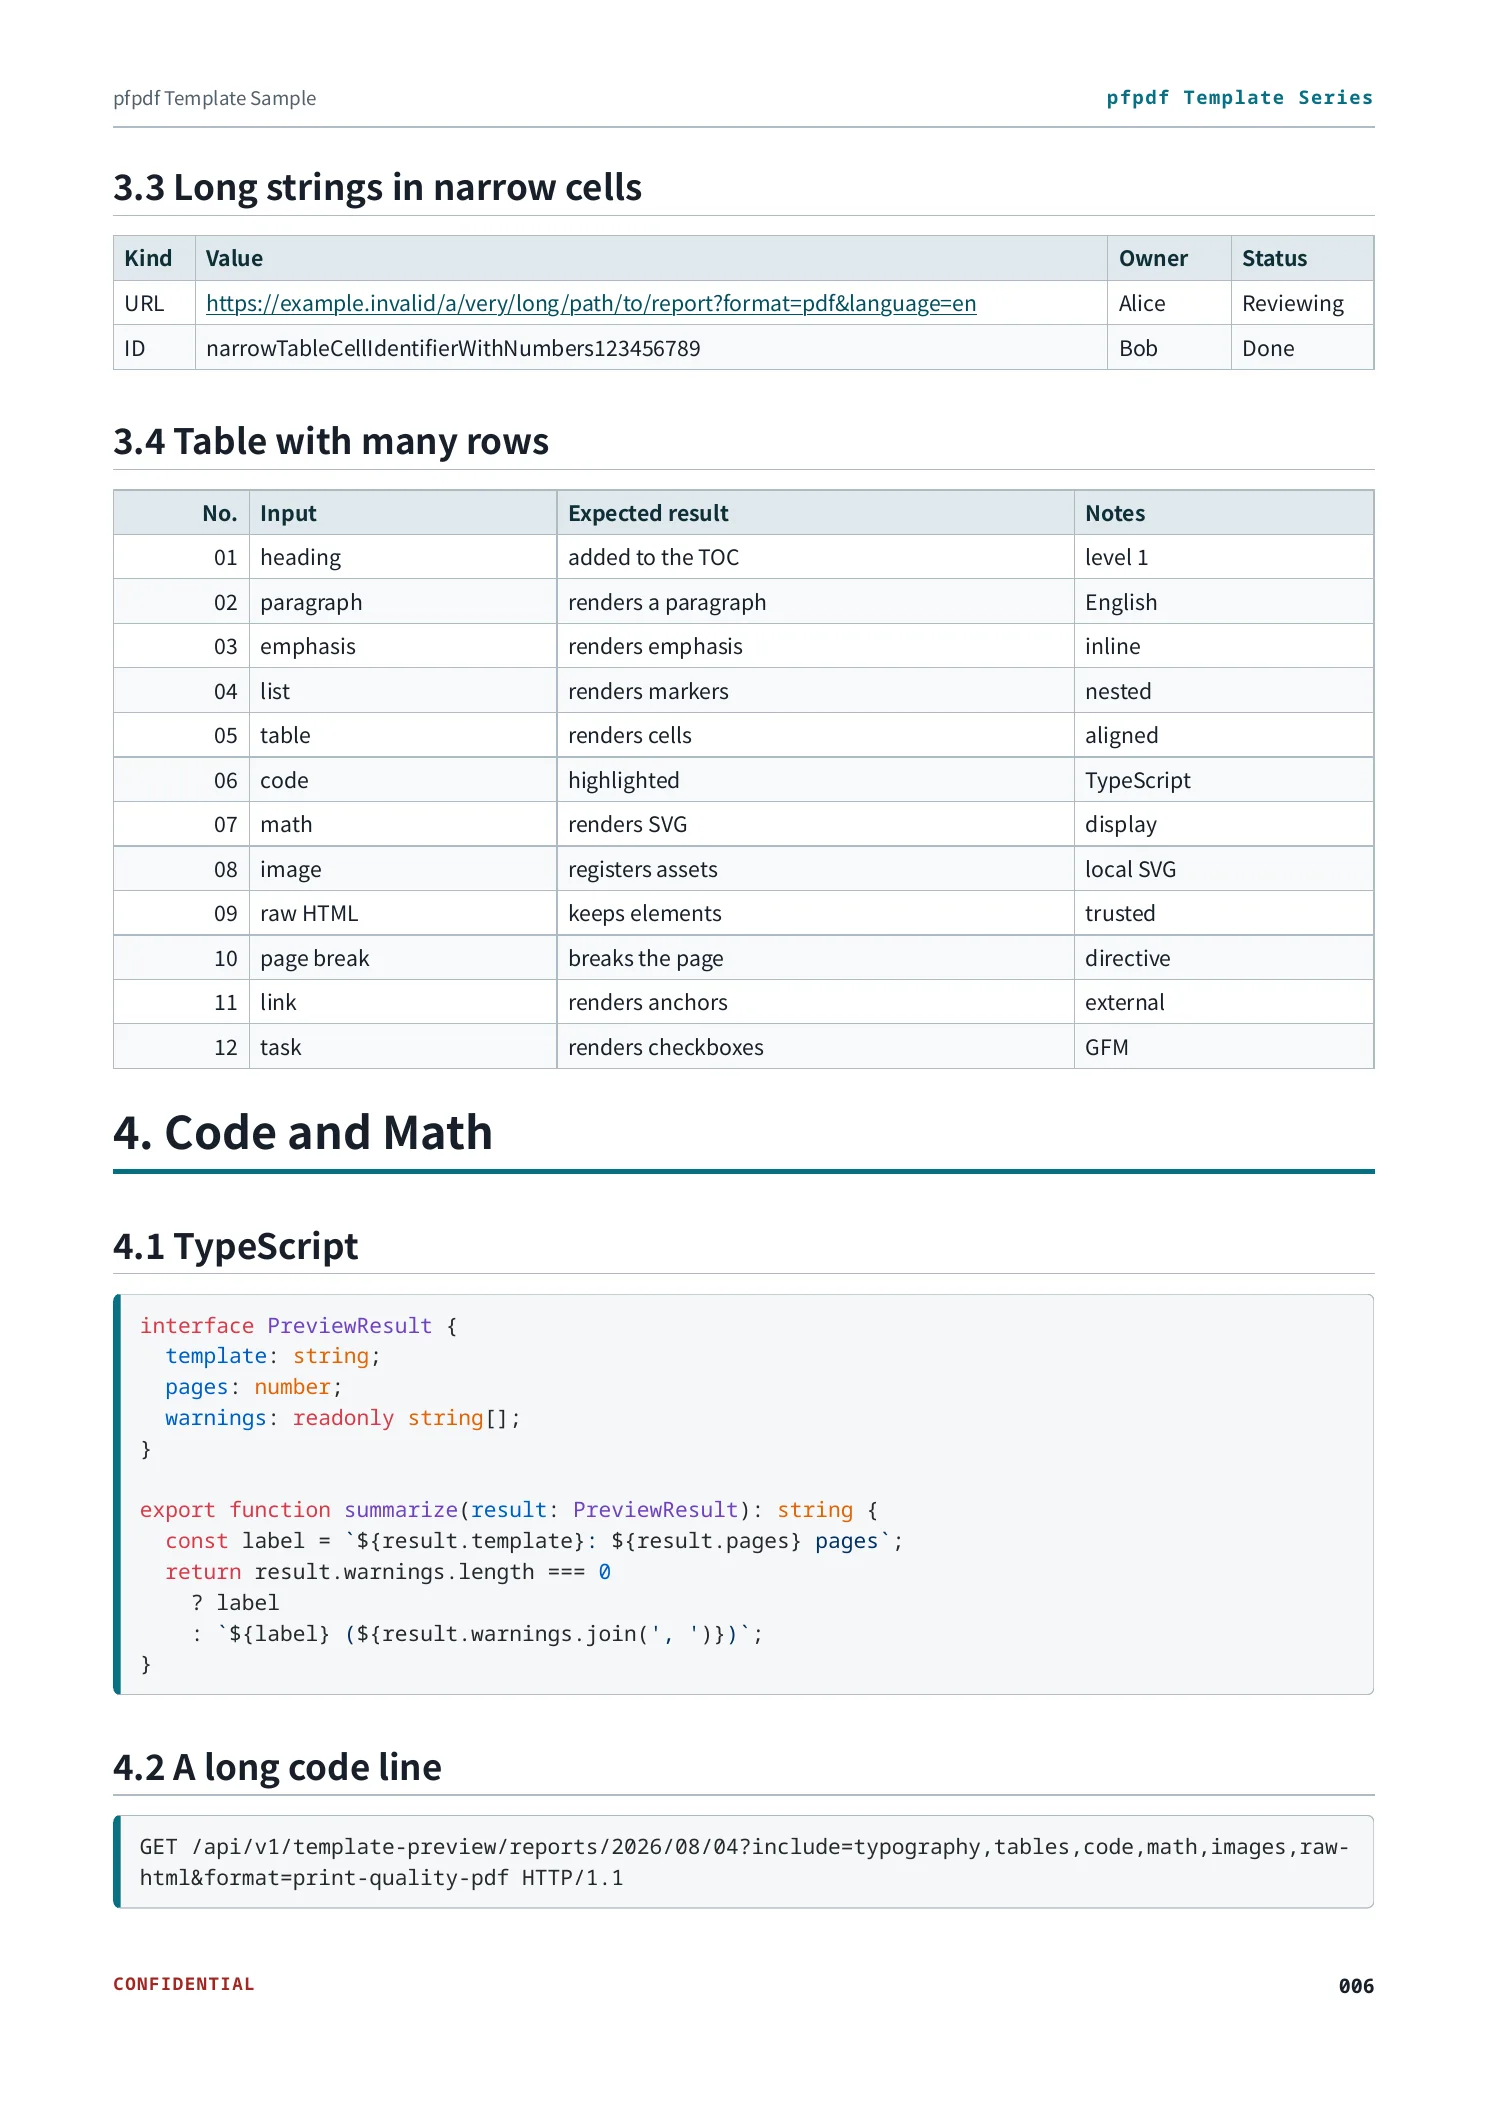 pfpdf Template Sample
pfpdf Template Series
3.3 Long strings in narrow cells
Kind Value Owner Status
URL https://example.invalid/a/very/long/path/to/report?format=pdf&language=en Alice Reviewing
ID narrowTableCellIdentifierWithNumbers123456789 Bob Done
3.4 Table with many rows
No. Input Expected result Notes
01 heading added to the TOC level 1
02 paragraph renders a paragraph English
03 emphasis renders emphasis inline
04 list renders markers nested
05 table renders cells aligned
06 code highlighted TypeScript
07 math renders SVG display
08 image registers assets local SVG
09 raw HTML keeps elements trusted
10 page break breaks the page directive
11 link renders anchors external
12 task renders checkboxes GFM
4. Code and Math
4.1 TypeScript
interface PreviewResult {
  template: string;
  pages: number;
  warnings: readonly string[];
}
export function summarize(result: PreviewResult): string {
  const label = `${result.template}: ${result.pages} pages`;
  return result.warnings.length === 0
    ? label
    : `${label} (${result.warnings.join(', ')})`;
}
4.2 A long code line
GET /api/v1/template-preview/reports/2026/08/04?include=typography,tables,code,math,images,raw-
html&format=print-quality-pdf HTTP/1.1
CONFIDENTIAL
006